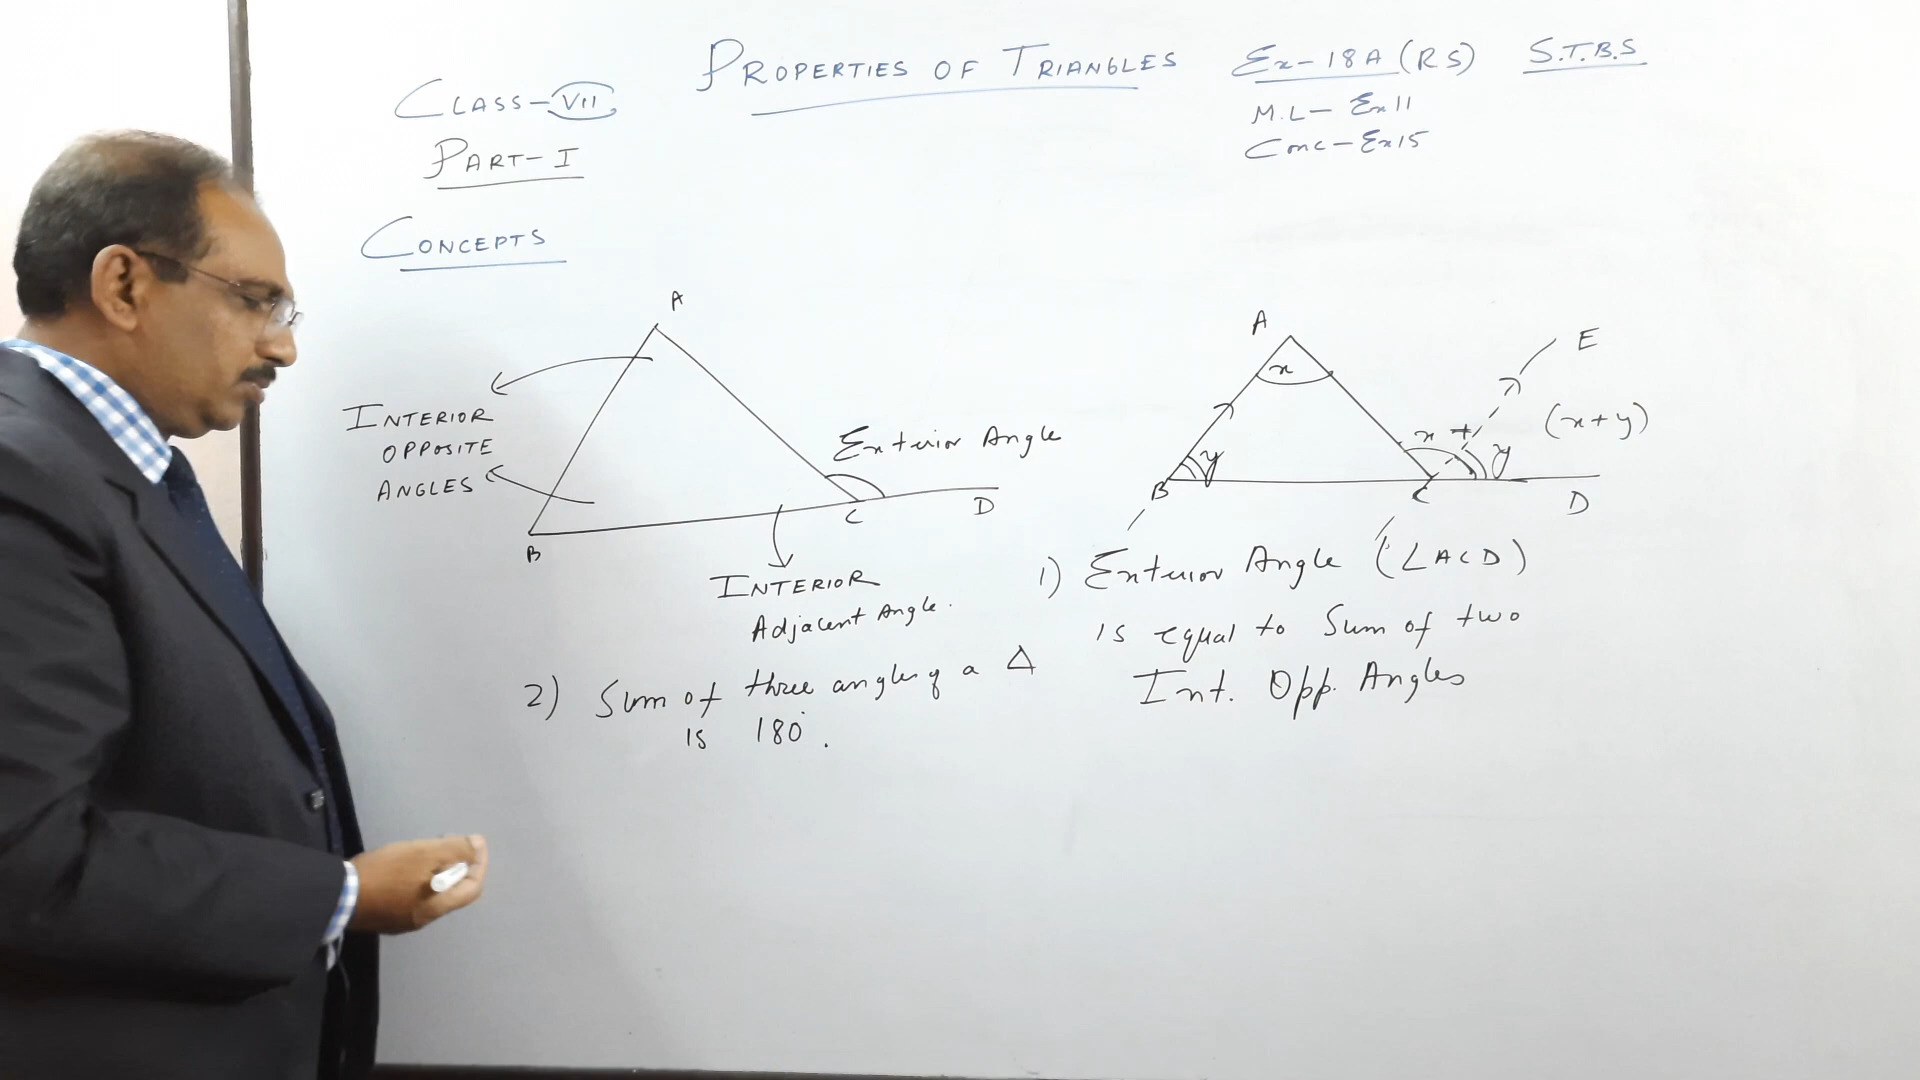 PROPERTIES OF TRIANGLES
Ex-18A (RS)
S.T.B.S
CLASS-VII
M.L- Ex11
Conc-Ex15
PART-I
CONCEPTS
A
B
C
D
INTERIOR
OPPOSITE
ANGLES
Exterior Angle
INTERIOR
Adjacent Angle.
A
x
y
B
C
x + y
D
E
(x+y)
1) Exterior Angle (∠ACD)
is equal to Sum of two
Int. Opp. Angles
2) Sum of three angles of a Δ
is 180°.